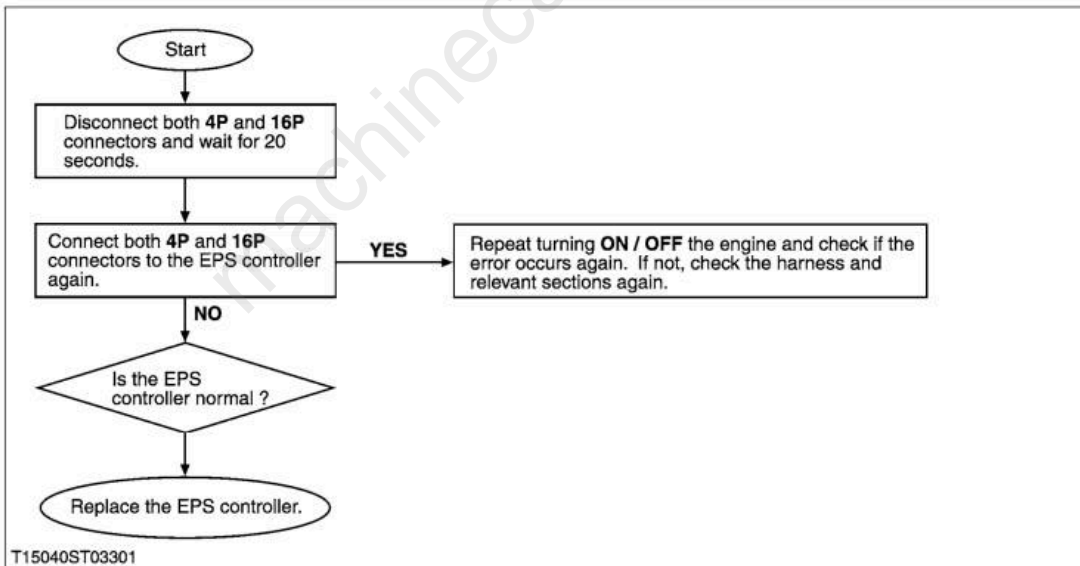 Start
Disconnect both 4P and 16P
connectors and wait for 20
seconds.
Connect both 4P and 16P
connectors to the EPS controller
again.
YES
Repeat turning ON / OFF the engine and check if the
error occurs again. If not, check the harness and
relevant sections again.
NO
Is the EPS
controller normal ?
Replace the EPS controller.
T15040ST03301